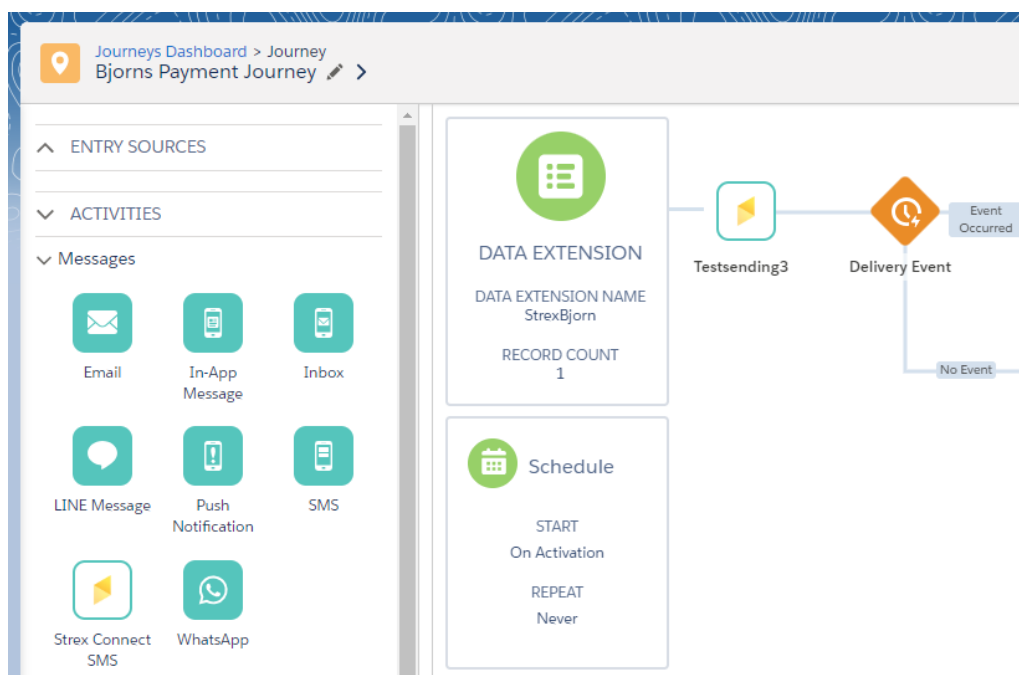 Journeys Dashboard > Journey
Bjorns Payment Journey
ENTRY SOURCES
ACTIVITIES
Messages
Email
In-App
Message
Inbox
LINE Message
Push
Notification
SMS
Strex Connect
SMS
WhatsApp
DATA EXTENSION
DATA EXTENSION NAME
StrexBjorn
RECORD COUNT
1
Schedule
START
On Activation
REPEAT
Never
Testsending3
Delivery Event
Event
Occurred
No Event